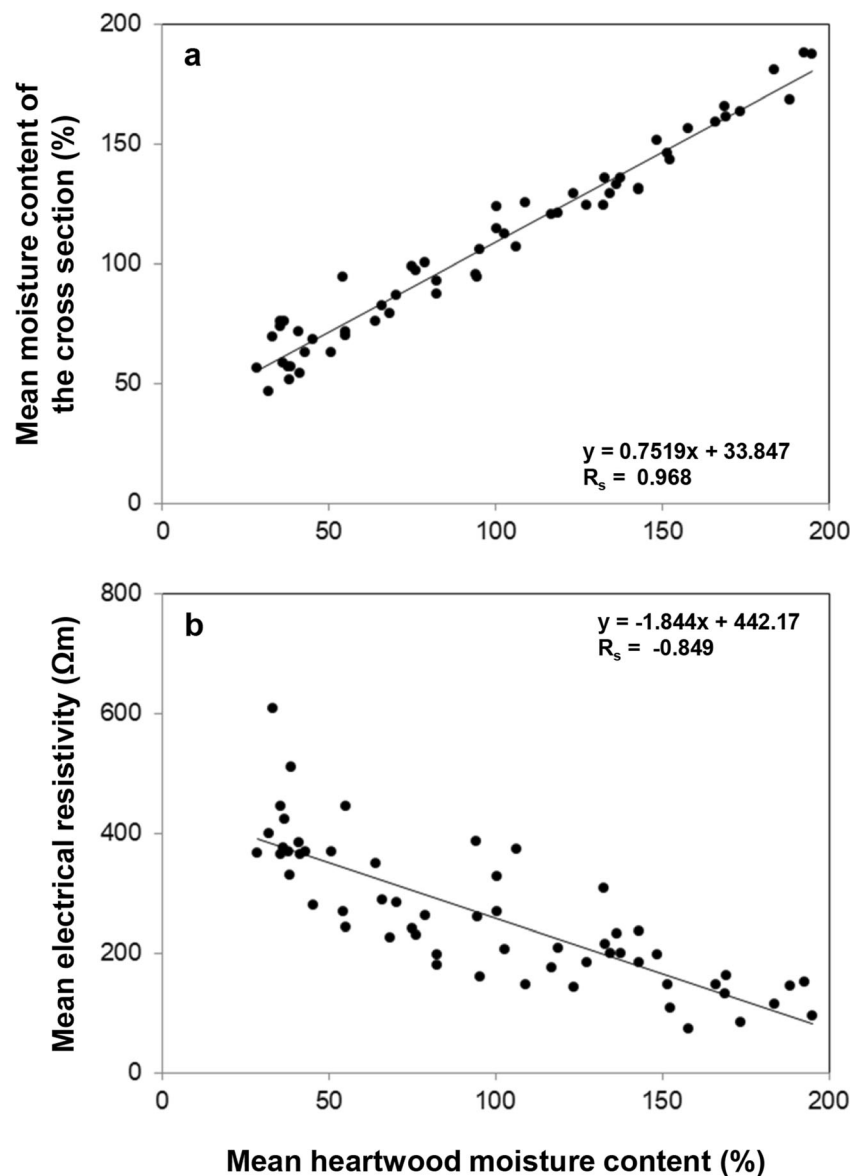 200
150
100
50
0
Mean moisture content of
the cross section (%)
a
y = 0.7519x + 33.847
Rs = 0.968
0 50 100 150 200
800
600
400
200
0
Mean electrical resistivity (Ωm)
b
y = -1.844x + 442.17
Rs = -0.849
0 50 100 150 200
Mean heartwood moisture content (%)